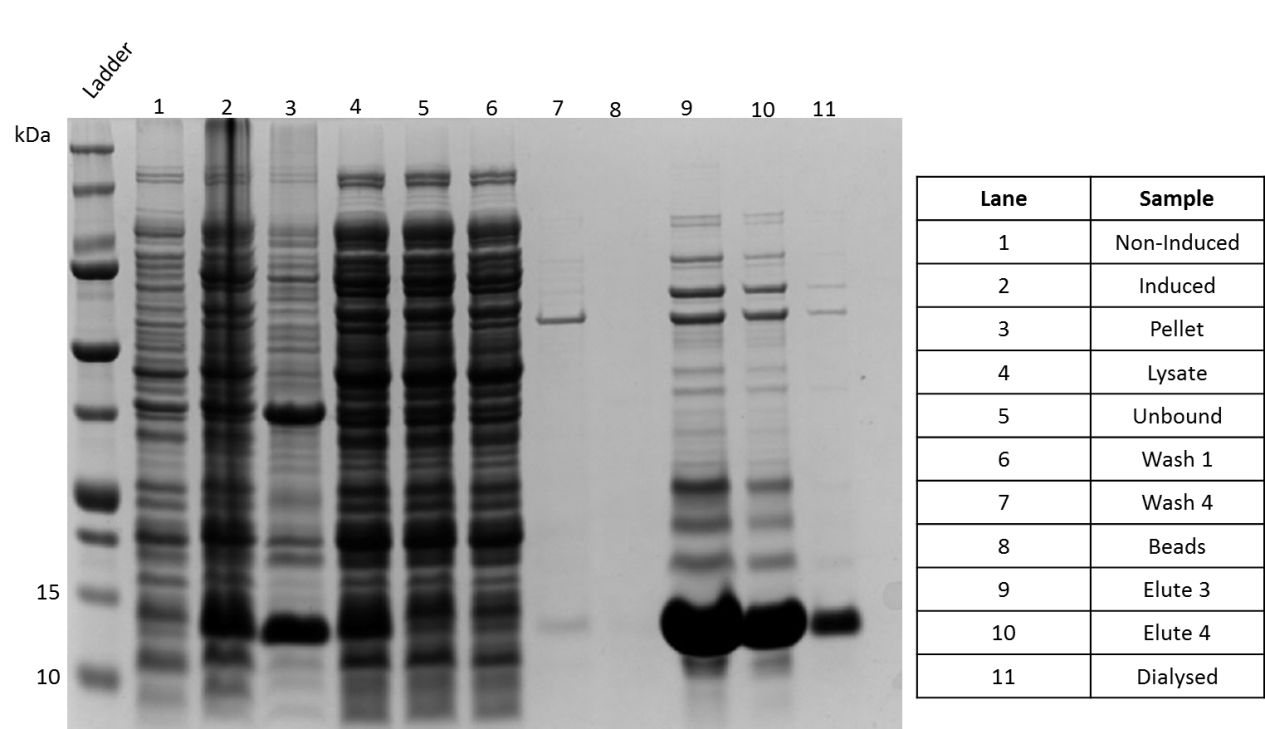 Ladder
1 2 3 4 5 6 7 8 9 10 11
kDa
15
10
Lane Sample
1 Non-Induced
2 Induced
3 Pellet
4 Lysate
5 Unbound
6 Wash 1
7 Wash 4
8 Beads
9 Elute 3
10 Elute 4
11 Dialysed